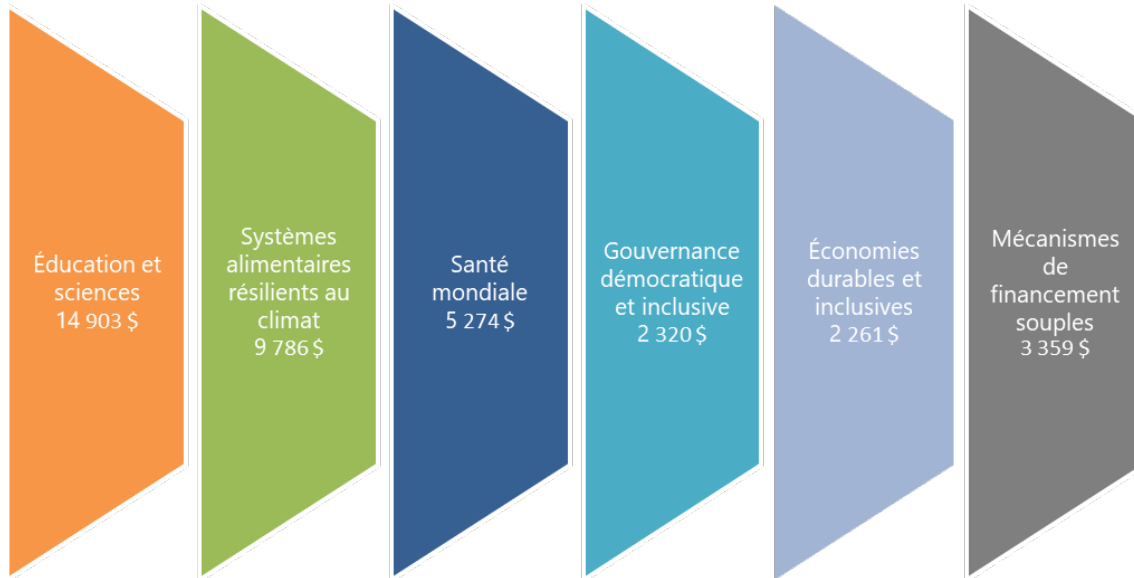 Éducation et
sciences
14 903 $
Systèmes
alimentaires
résilients au
climat
9 786 $
Santé
mondiale
5 274 $
Gouvernance
démocratique
et inclusive
2 320 $
Économies
durables et
inclusives
2 261 $
Mécanismes
de
financement
souples
3 359 $